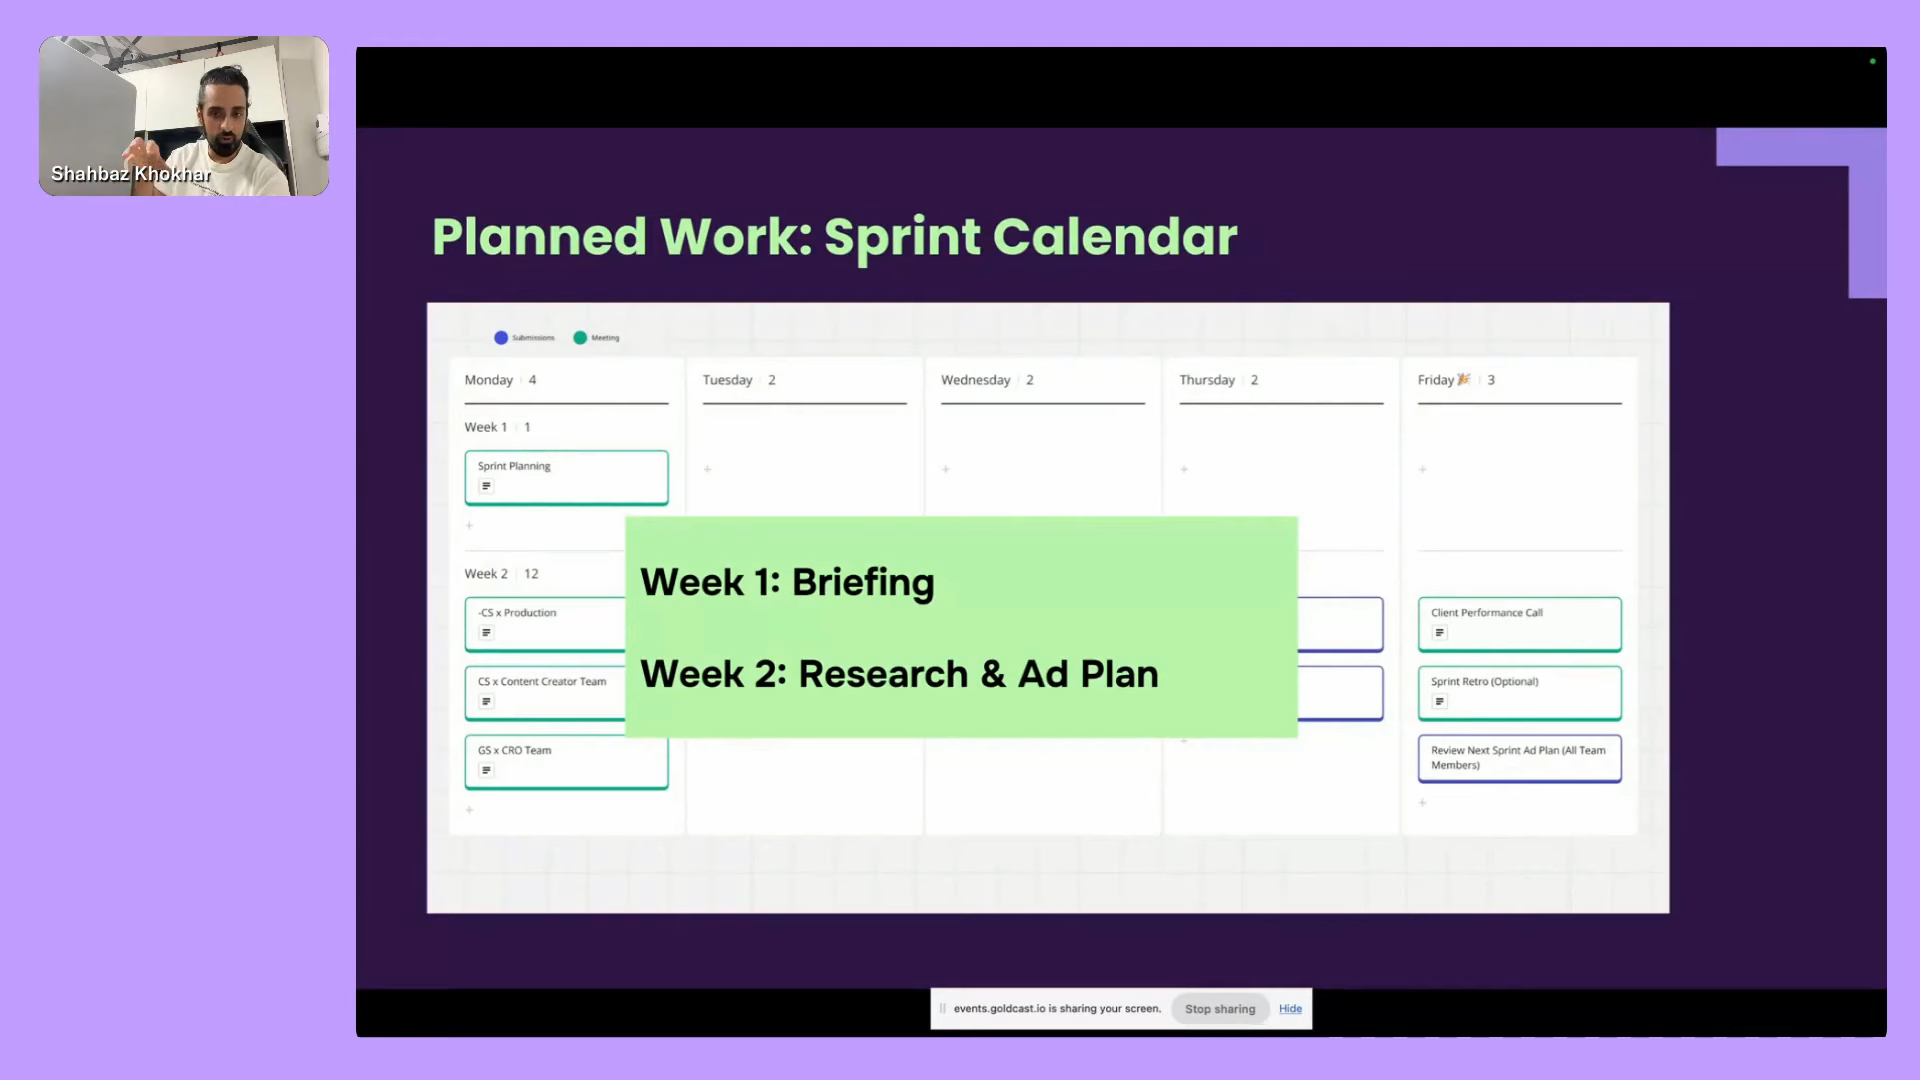 Shahbaz Khokhar
Planned Work: Sprint Calendar
Submissions
Meeting
Monday 4
Tuesday 2
Wednesday 2
Thursday 2
Friday🎉 3
Week 1 1
Sprint Planning
+
+
+
+
+
Week 2 12
-CS x Production
CS x Content Creator Team
GS x CRO Team
+
Week 1: Briefing
Week 2: Research & Ad Plan
Client Performance Call
Sprint Retro (Optional)
Review Next Sprint Ad Plan (All Team
Members)
+
events.goldcast.io is sharing your screen.
Stop sharing
Hide